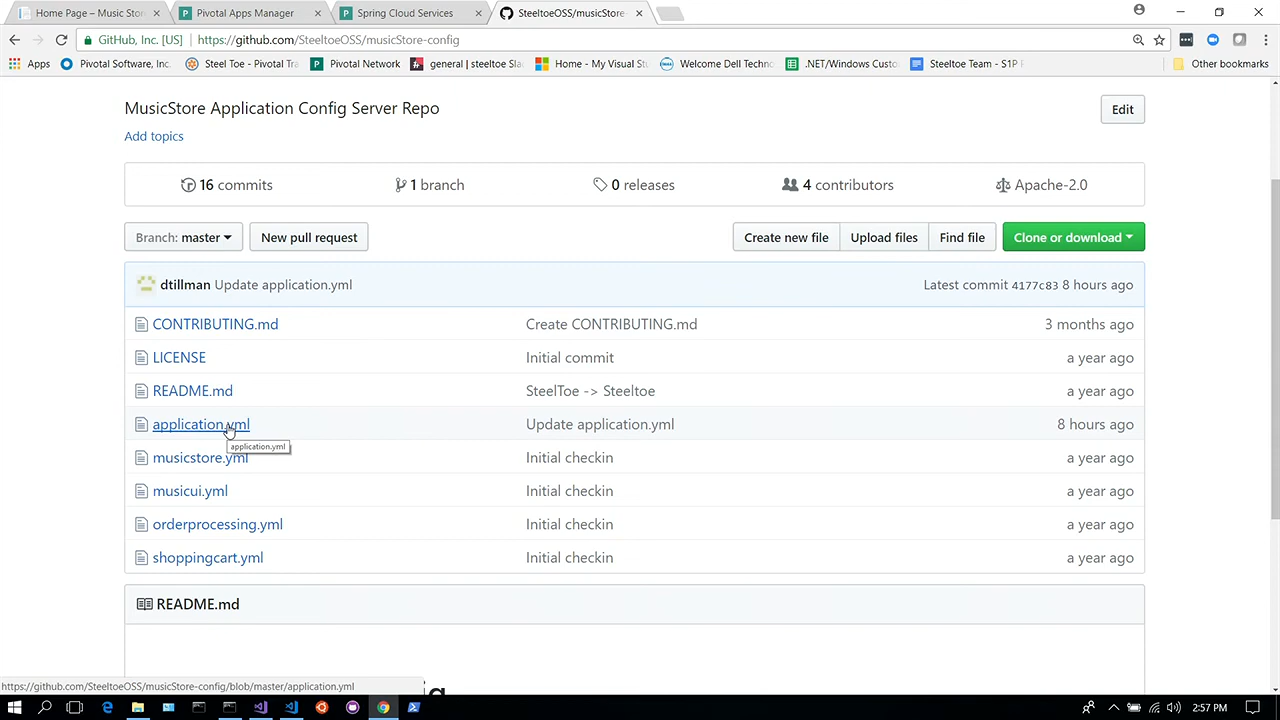 Home Page – Music Stor
Pivotal Apps Manager
Spring Cloud Services
SteeltoeOSS/musicStore-
GitHub, Inc. [US]
https://github.com/SteeltoeOSS/musicStore-config
Apps
Pivotal Software, Inc.
Steel Toe - Pivotal Tra
Pivotal Network
general | steeltoe Sla
Home - My Visual Stu
Welcome Dell Techno
.NET/Windows Custo
Steeltoe Team - S1P
Other bookmarks
MusicStore Application Config Server Repo
Edit
Add topics
16 commits
1 branch
0 releases
4 contributors
Apache-2.0
Branch: master
New pull request
Create new file
Upload files
Find file
Clone or download
dtillman Update application.yml
Latest commit 4177c83 8 hours ago
CONTRIBUTING.md Create CONTRIBUTING.md 3 months ago
LICENSE Initial commit a year ago
README.md SteelToe -> Steeltoe a year ago
application.yml Update application.yml 8 hours ago
application.yml
musicstore.yml Initial checkin a year ago
musicui.yml Initial checkin a year ago
orderprocessing.yml Initial checkin a year ago
shoppingcart.yml Initial checkin a year ago
README.md
https://github.com/SteeltoeOSS/musicStore-config/blob/master/application.yml
2:57 PM